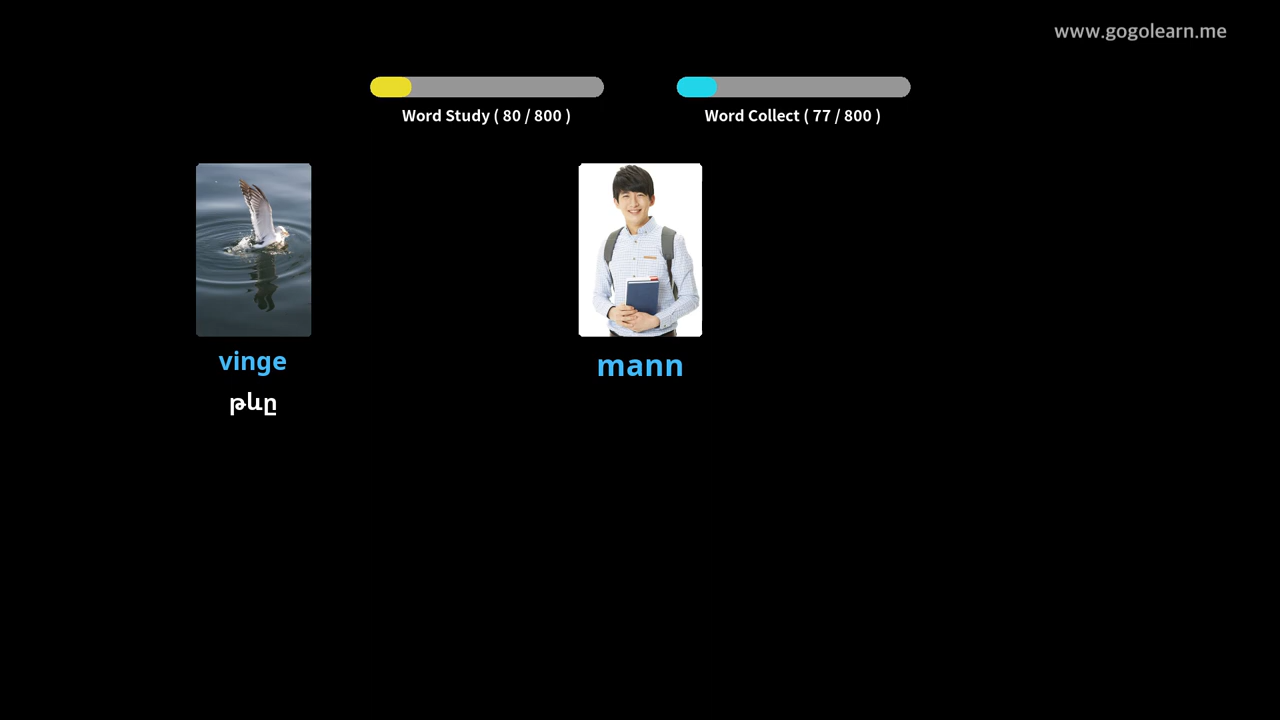 www.gogolearn.me
Word Study ( 80 / 800 )
Word Collect ( 77 / 800 )
vinge
թևը
mann